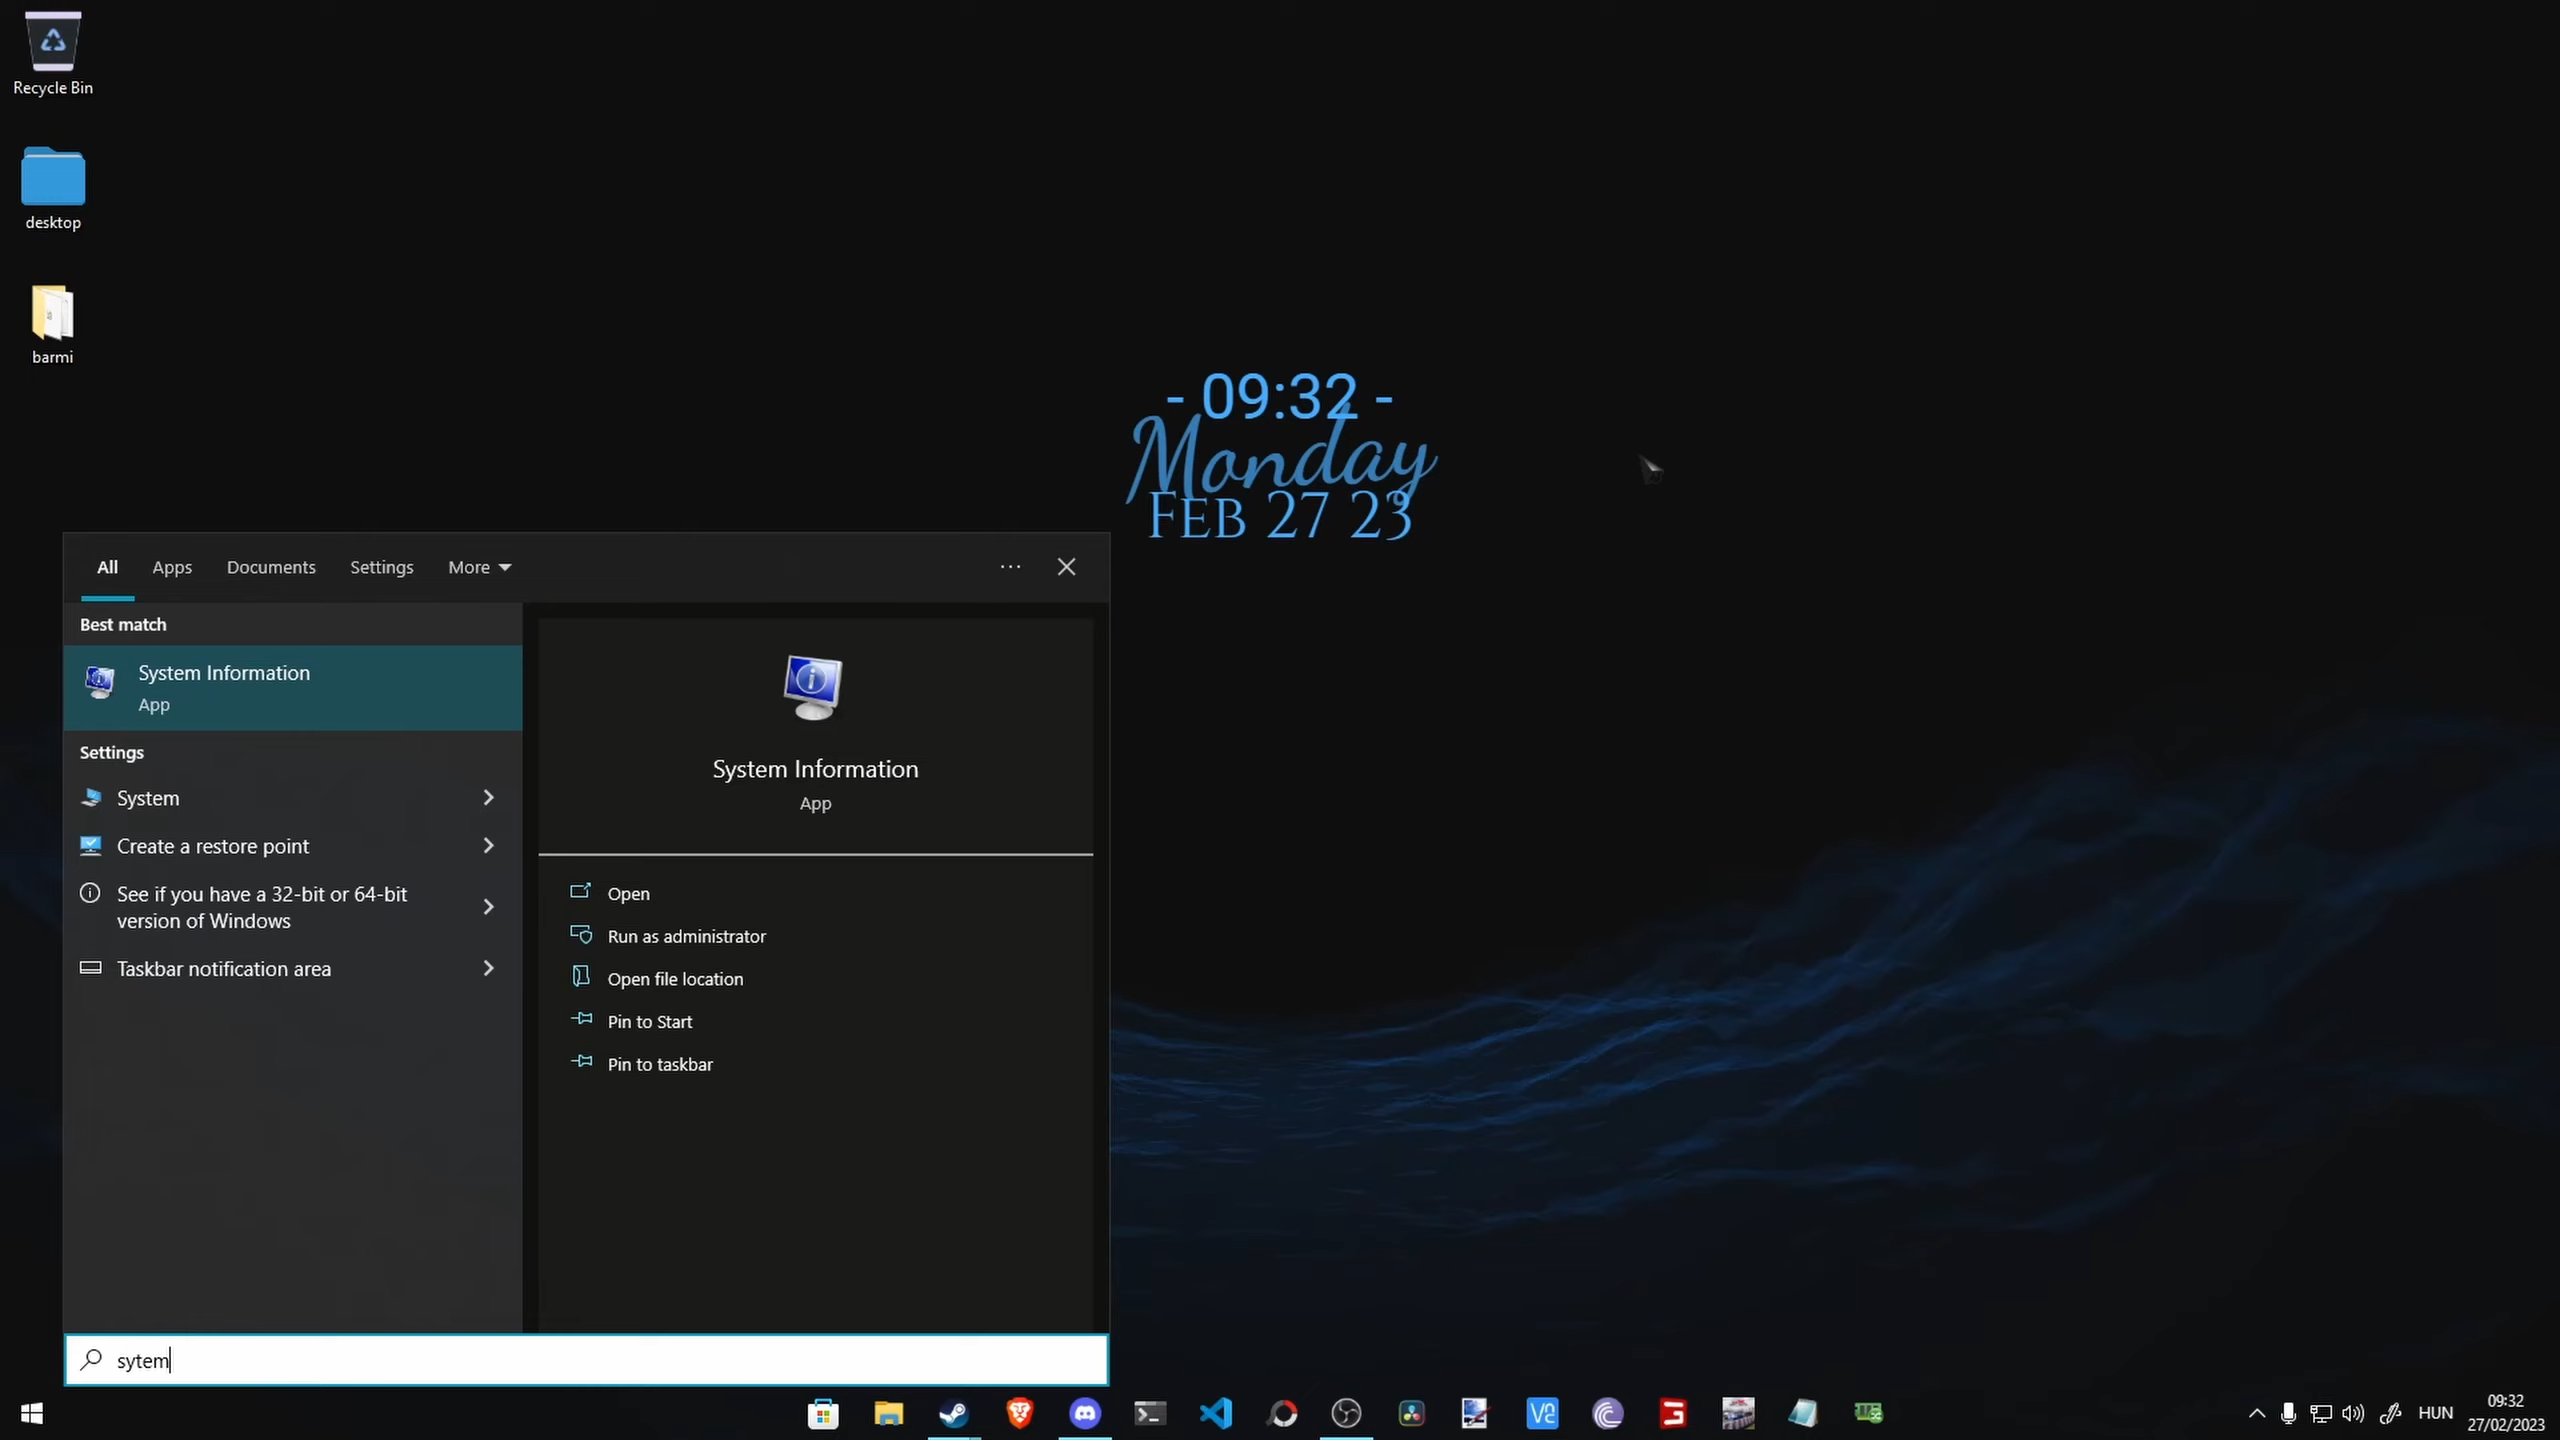 Recycle Bin
desktop
barmi
- 09:32 -
Monday
FEB 27 23
All Apps Documents Settings More
Best match
System Information
App
Settings
System
Create a restore point
See if you have a 32-bit or 64-bit
version of Windows
Taskbar notification area
System Information
App
Open
Run as administrator
Open file location
Pin to Start
Pin to taskbar
sytem
HUN
09:32
27/02/2023